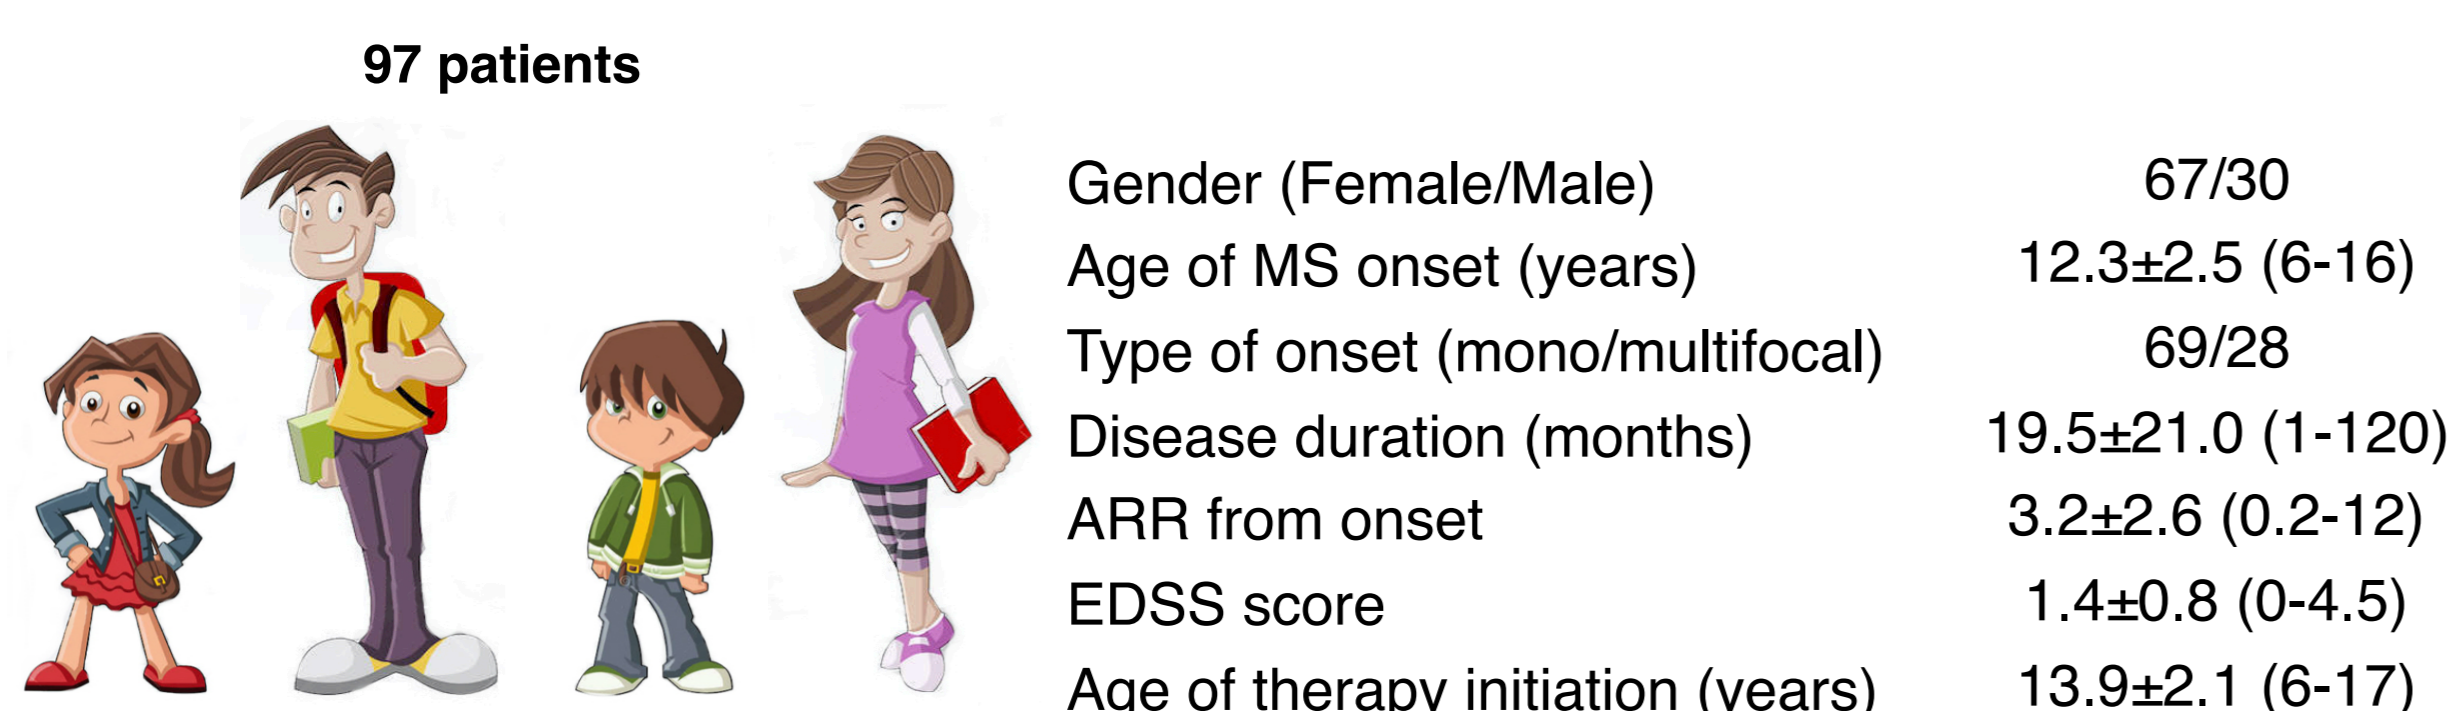 97 patients
Gender (Female/Male) 67/30
Age of MS onset (years) 12.3±2.5 (6-16)
Type of onset (mono/multifocal) 69/28
Disease duration (months) 19.5±21.0 (1-120)
ARR from onset 3.2±2.6 (0.2-12)
EDSS score 1.4±0.8 (0-4.5)
Age of therapy initiation (years) 13.9±2.1 (6-17)